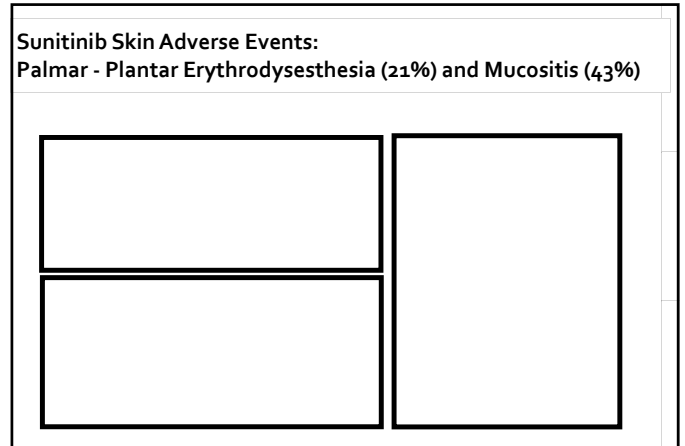 Sunitinib Skin Adverse Events:
Palmar - Plantar Erythrodysesthesia (21%) and Mucositis (43%)